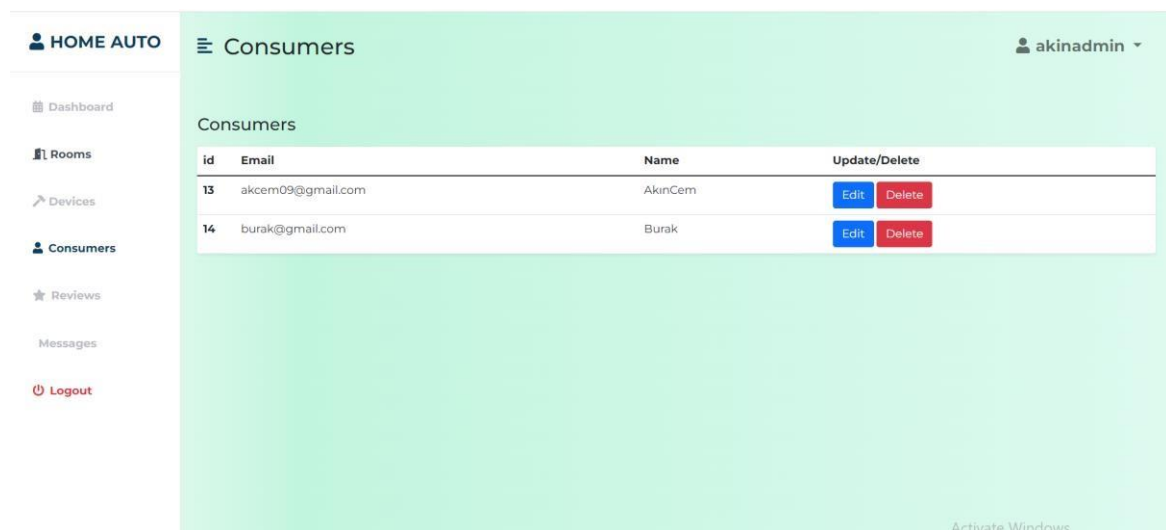 HOME AUTO
Consumers
akinadmin
Dashboard
Rooms
Devices
Consumers
Reviews
Messages
Logout
Consumers
id Email Name Update/Delete
13 akcem09@gmail.com AkınCem Edit Delete
14 burak@gmail.com Burak Edit Delete
Activate Windows